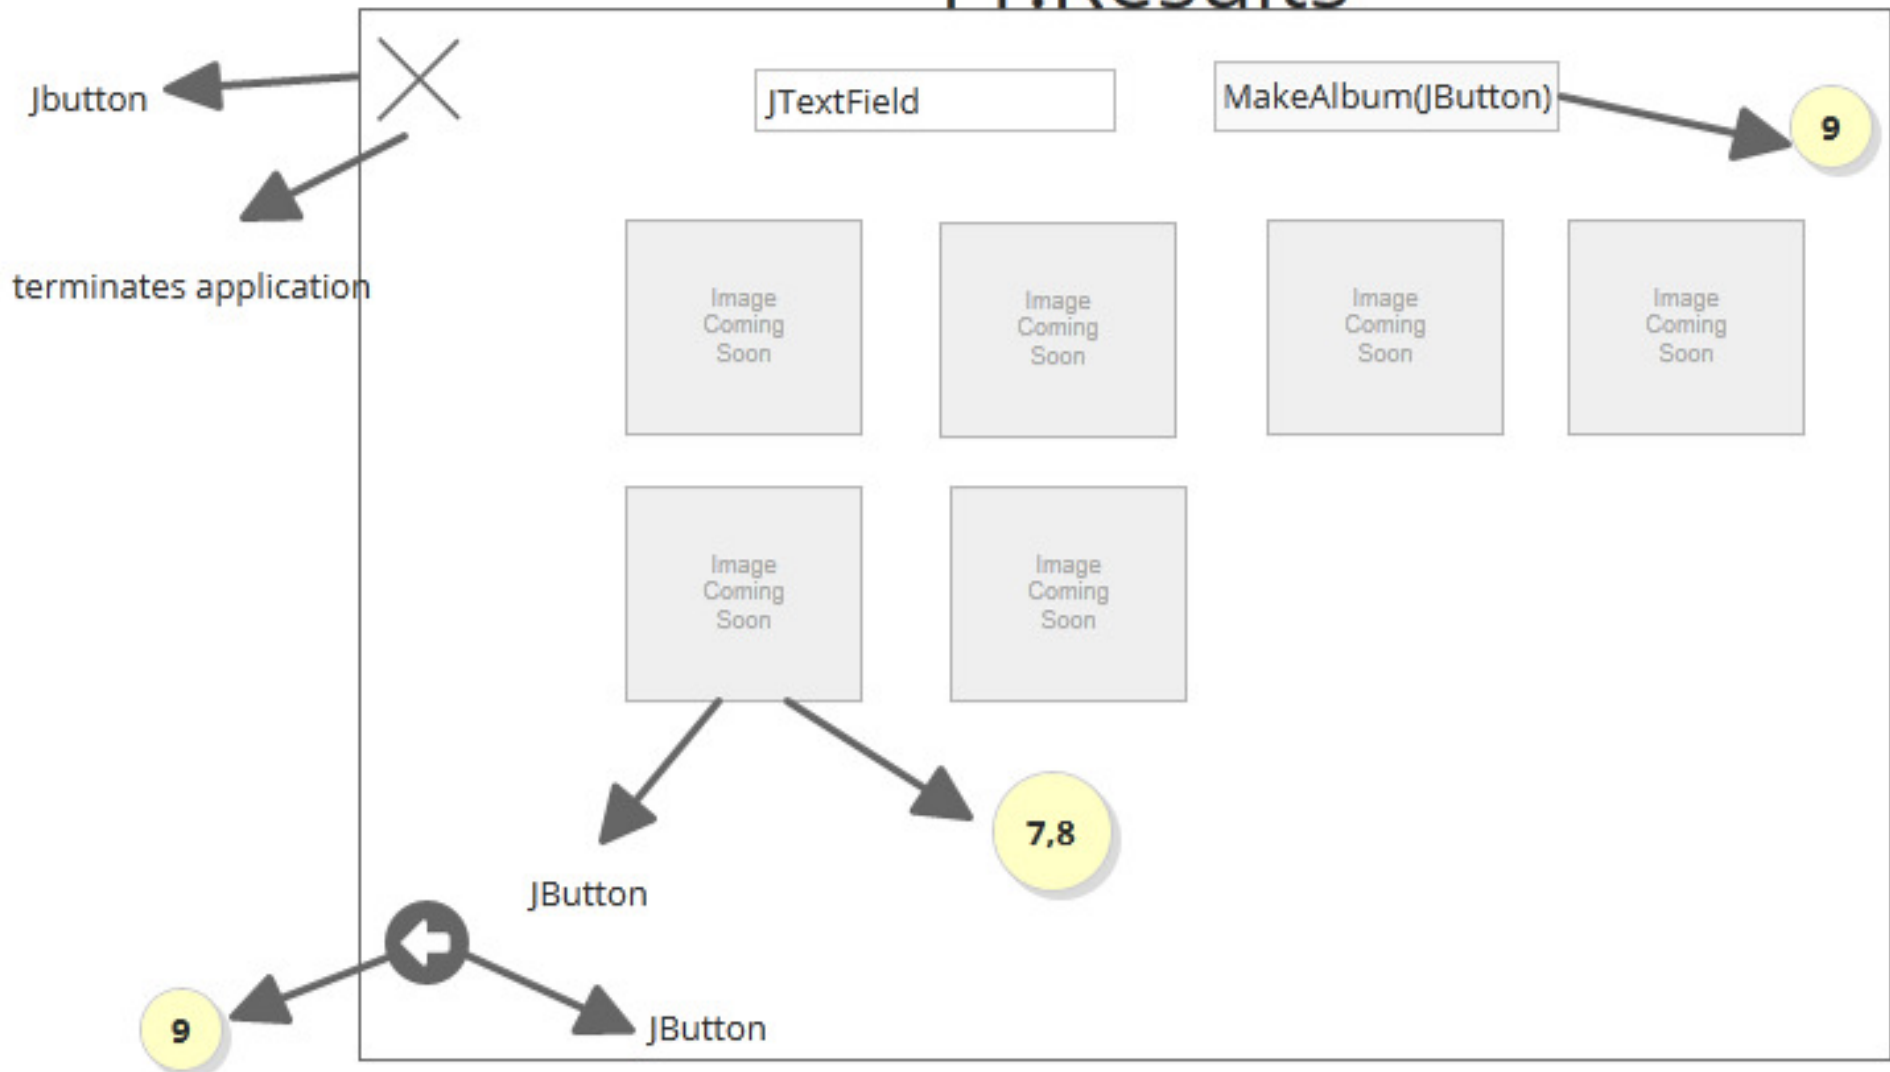 Jbutton
JTextField
MakeAlbum(JButton)
9
terminates application
Image
Coming
Soon
Image
Coming
Soon
Image
Coming
Soon
Image
Coming
Soon
Image
Coming
Soon
Image
Coming
Soon
7,8
JButton
9
JButton